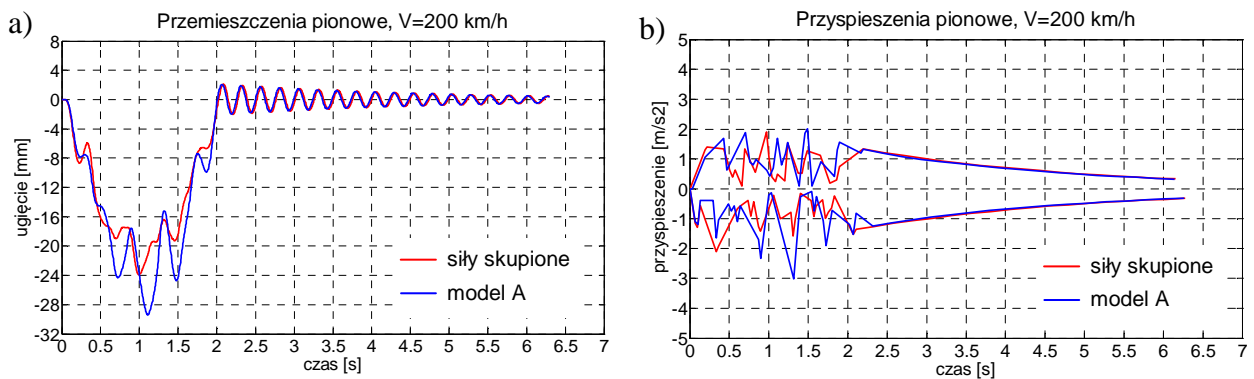 a)
Przemieszczenia pionowe, V=200 km/h
8
4
0
-4
-8
-12
-16
-20
-24
-28
-32
ugięcie [mm]
siły skupione
model A
0 0.5 1 1.5 2 2.5 3 3.5 4 4.5 5 5.5 6 6.5 7
czas [s]
b)
Przyspieszenia pionowe, V=200 km/h
5
4
3
2
1
0
-1
-2
-3
-4
-5
przyspieszenie [m/s2]
siły skupione
model A
0 0.5 1 1.5 2 2.5 3 3.5 4 4.5 5 5.5 6 6.5 7
czas [s]